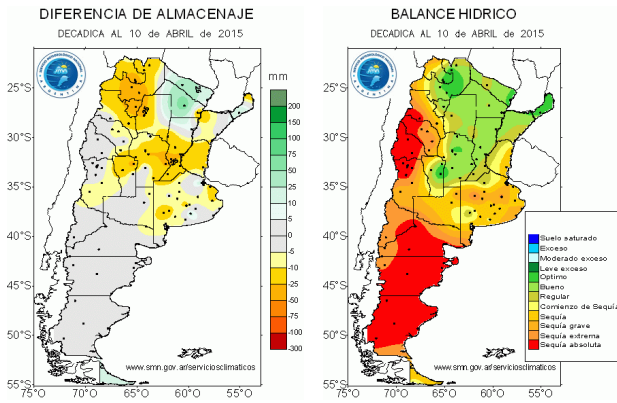 DIFERENCIA DE ALMACENAJE
DECADICA AL 10 de ABRIL de 2015
mm
200
150
100
75
50
25
10
5
0
-5
-10
-25
-50
-75
-100
-300
25°S
30°S
35°S
40°S
45°S
50°S
55°S
75°O
70°O
65°O
60°O
55°O
www.smn.gov.ar/serviciosclimaticos
BALANCE HIDRICO
DECADICA AL 10 de ABRIL de 2015
25°S
30°S
35°S
40°S
45°S
50°S
55°S
75°O
70°O
65°O
60°O
55°O
www.smn.gov.ar/serviciosclimaticos
Suelo saturado
Exceso
Moderado exceso
Leve exceso
Optimo
Bueno
Regular
Comienzo de Sequía
Sequía
Sequía grave
Sequía extrema
Sequía absoluta